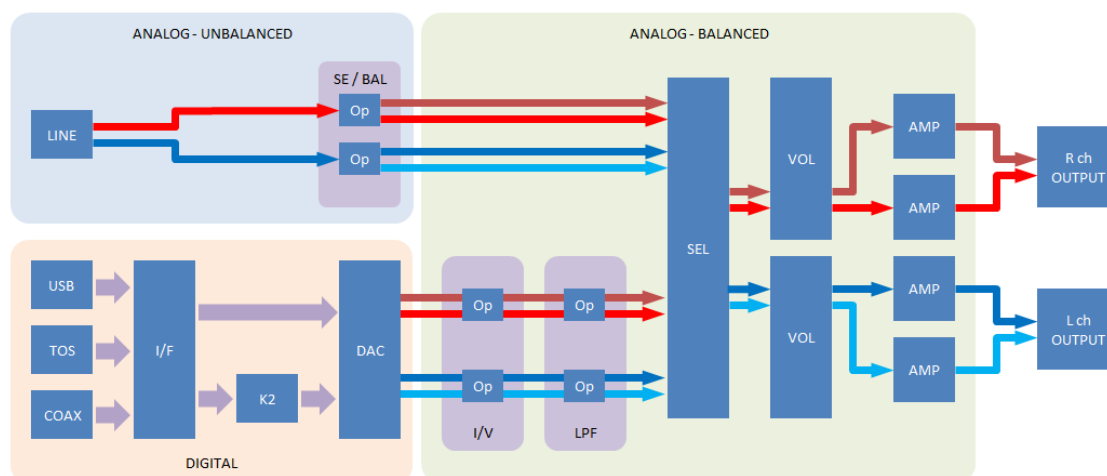 ANALOG - UNBALANCED
ANALOG - BALANCED
SE / BAL
LINE
Op
Op
SEL
VOL
AMP
AMP
R ch
OUTPUT
USB
TOS
COAX
I/F
K2
DAC
Op
Op
Op
Op
I/V
LPF
VOL
AMP
AMP
L ch
OUTPUT
DIGITAL